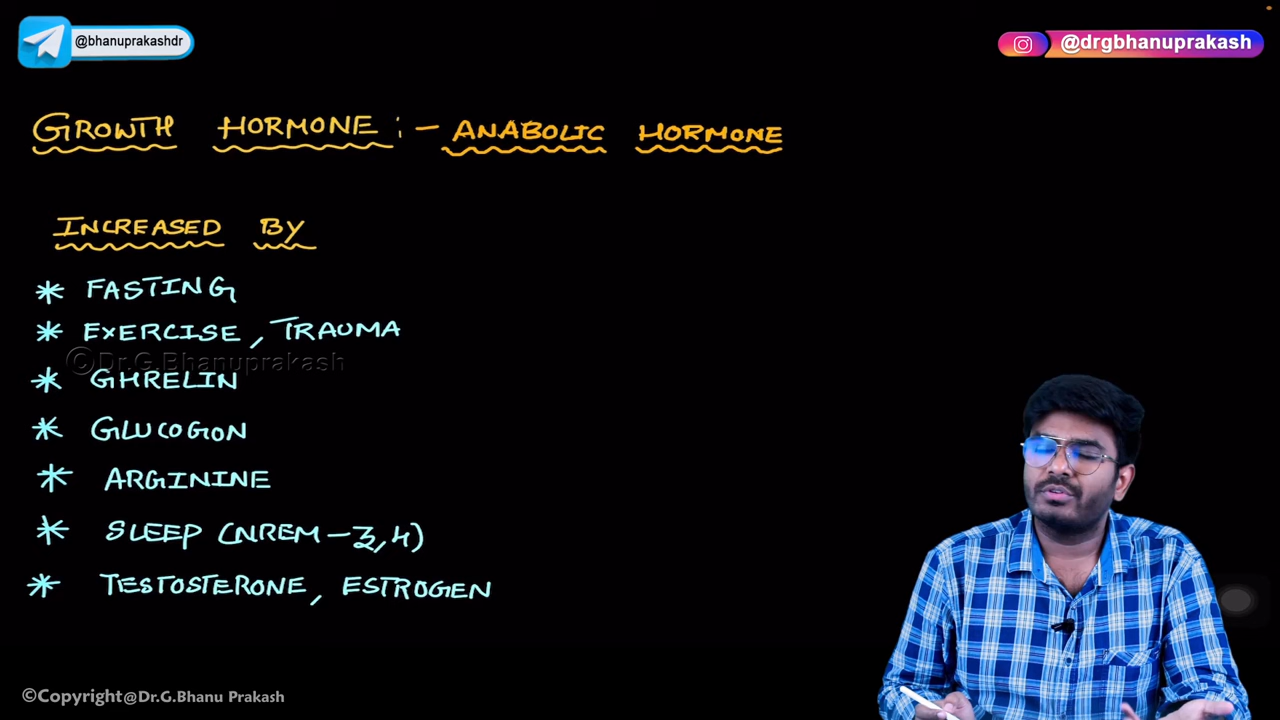 @bhanuprakashdr
@drgbhanuprakash
GROWTH HORMONE :- ANABOLIC HORMONE
INCREASED BY
* FASTING
* EXERCISE, TRAUMA
©Dr.G.Bhanuprakash
* GHRELIN
* GLUCOGON
* ARGININE
* SLEEP (NREM-3,4)
* TESTOSTERONE, ESTROGEN
©Copyright@Dr.G.Bhanu Prakash